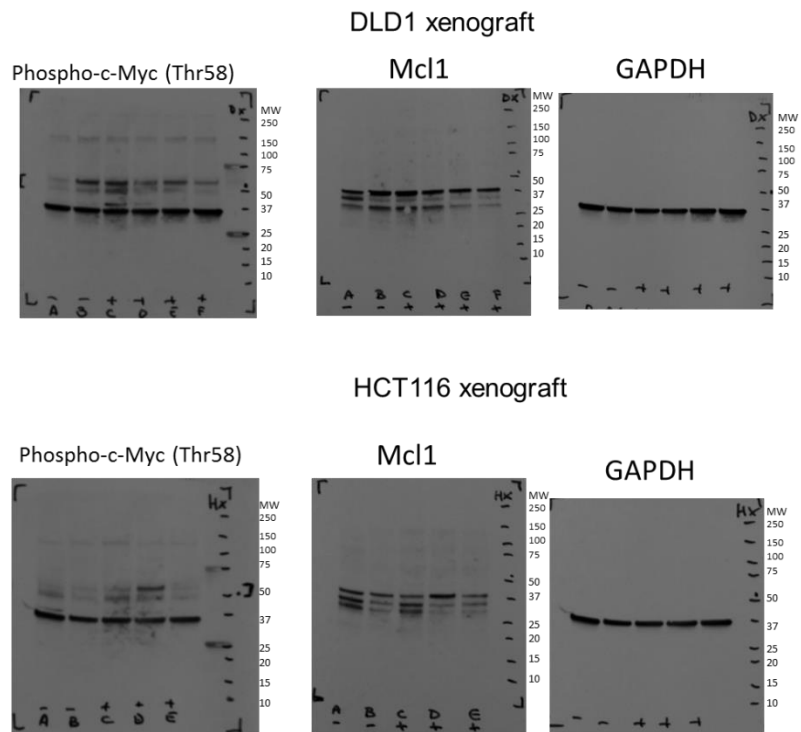 DLD1 xenograft
Phospho-c-Myc (Thr58)
Mcl1
GAPDH
DX
MW
250
150
100
75
50
37
25
20
15
10
- - + + + +
A B C D E F
DX
MW
250
150
100
75
50
37
25
20
15
10
A B C D E F
- - + + + +
DX
MW
250
150
100
75
50
37
25
20
15
10
- - + + + +
HCT116 xenograft
Phospho-c-Myc (Thr58)
Mcl1
GAPDH
HX
MW
250
150
100
75
50
37
25
20
15
10
- - + + +
A B C D E
HX
MW
250
150
100
75
50
37
25
20
15
10
A B C D E
- - + + +
HX
MW
250
150
100
75
50
37
25
20
15
10
- - + + +